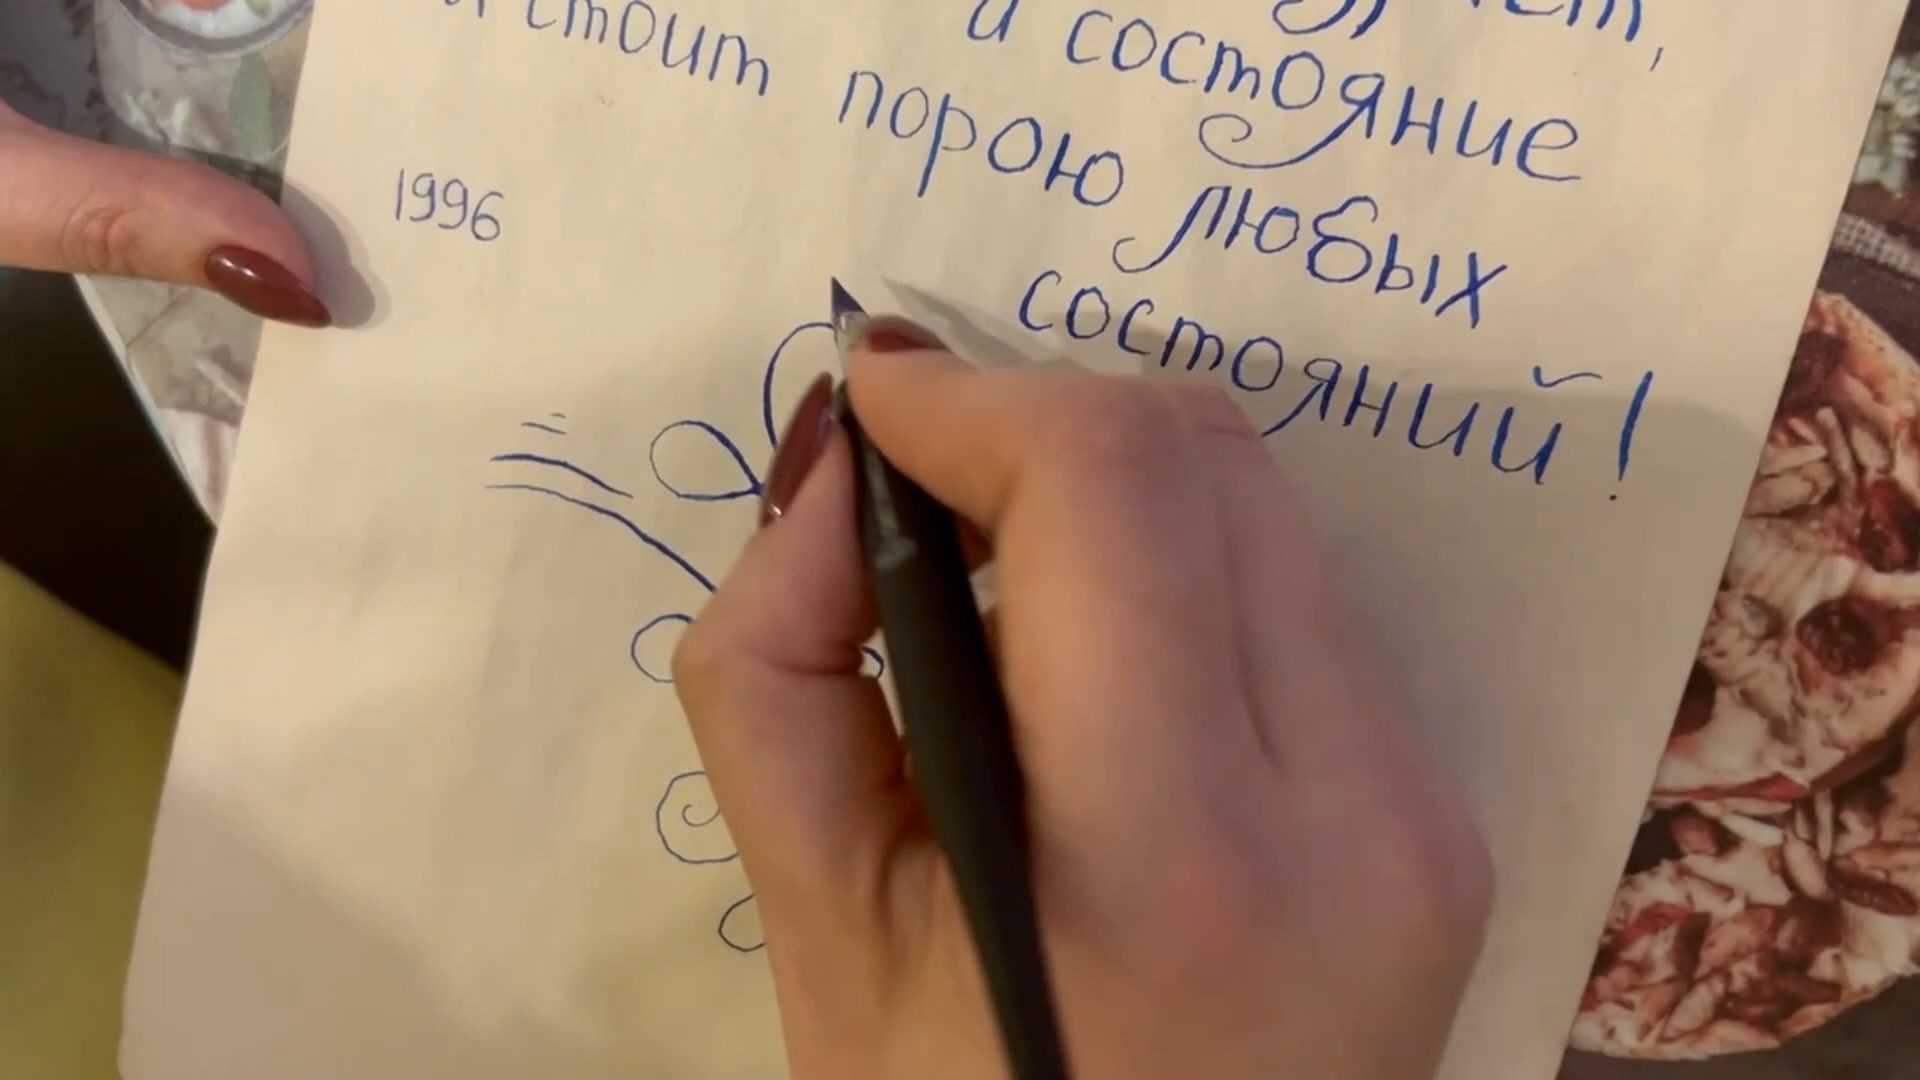 а состояние
стоит порою любых
состояний!
1996